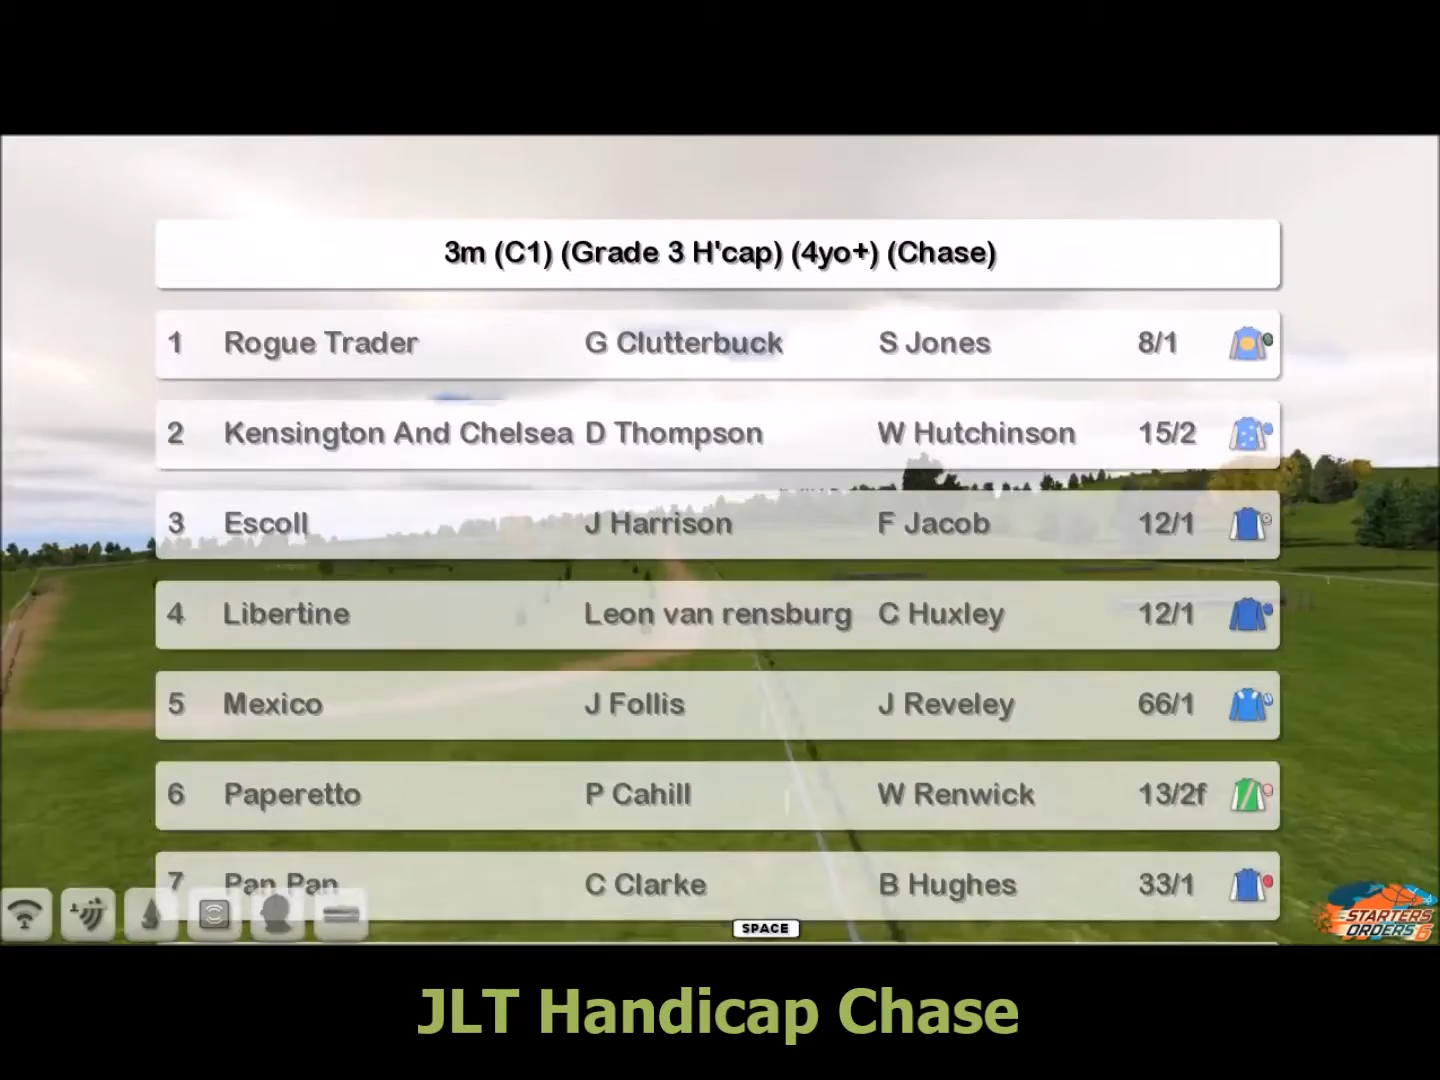 3m (C1) (Grade 3 H'cap) (4yo+) (Chase)
1 Rogue Trader G Clutterbuck S Jones 8/1
2 Kensington And Chelsea D Thompson W Hutchinson 15/2
3 Escoll J Harrison F Jacob 12/1
4 Libertine Leon van rensburg C Huxley 12/1
5 Mexico J Follis J Reveley 66/1
6 Paperetto P Cahill W Renwick 13/2f
7 Pan Pan C Clarke B Hughes 33/1
SPACE
STARTERS
ORDERS 6
JLT Handicap Chase